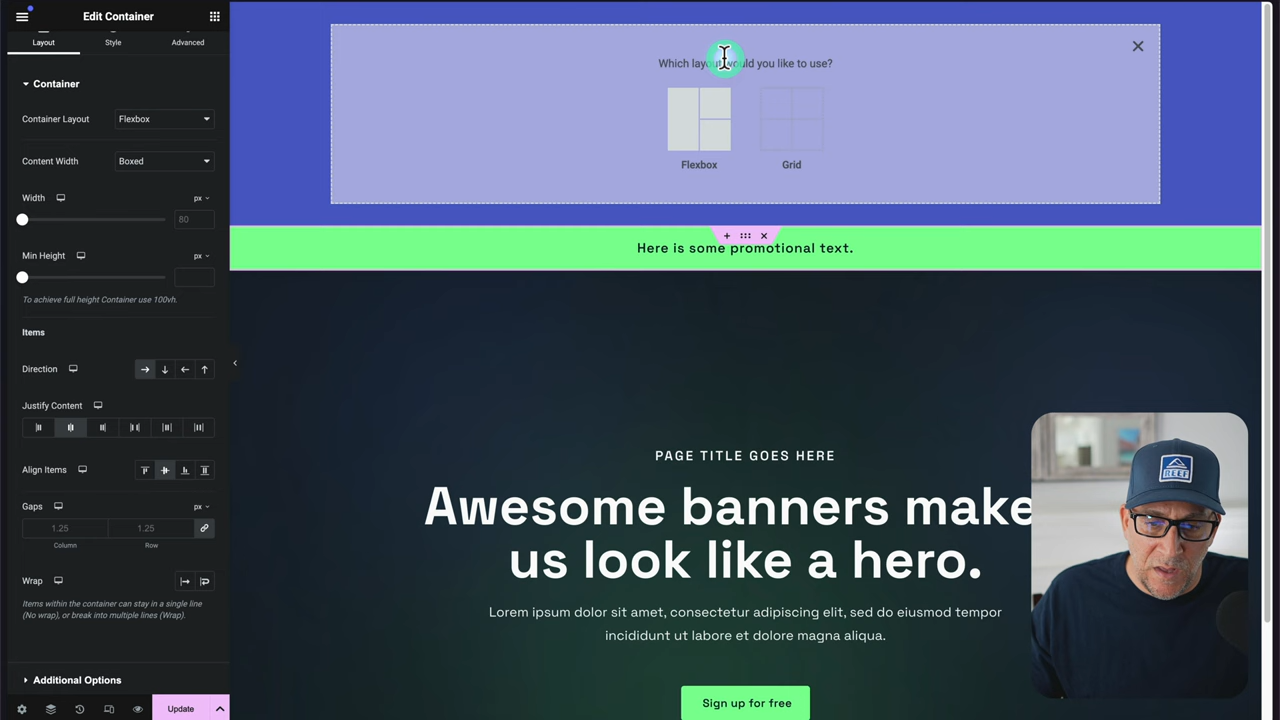 Edit Container
Layout
Style
Advanced
Container
Container Layout
Flexbox
Content Width
Boxed
Width
px
80
Min Height
px
To achieve full height Container use 100vh.
Items
Direction
Justify Content
Align Items
Gaps
px
1.25
1.25
Column
Row
Wrap
Items within the container can stay in a single line
(No wrap), or break into multiple lines (Wrap).
Additional Options
Update
Which layout would you like to use?
Flexbox
Grid
Here is some promotional text.
PAGE TITLE GOES HERE
Awesome banners make
us look like a hero.
Lorem ipsum dolor sit amet, consectetur adipiscing elit, sed do eiusmod tempor
incididunt ut labore et dolore magna aliqua.
Sign up for free
REEF